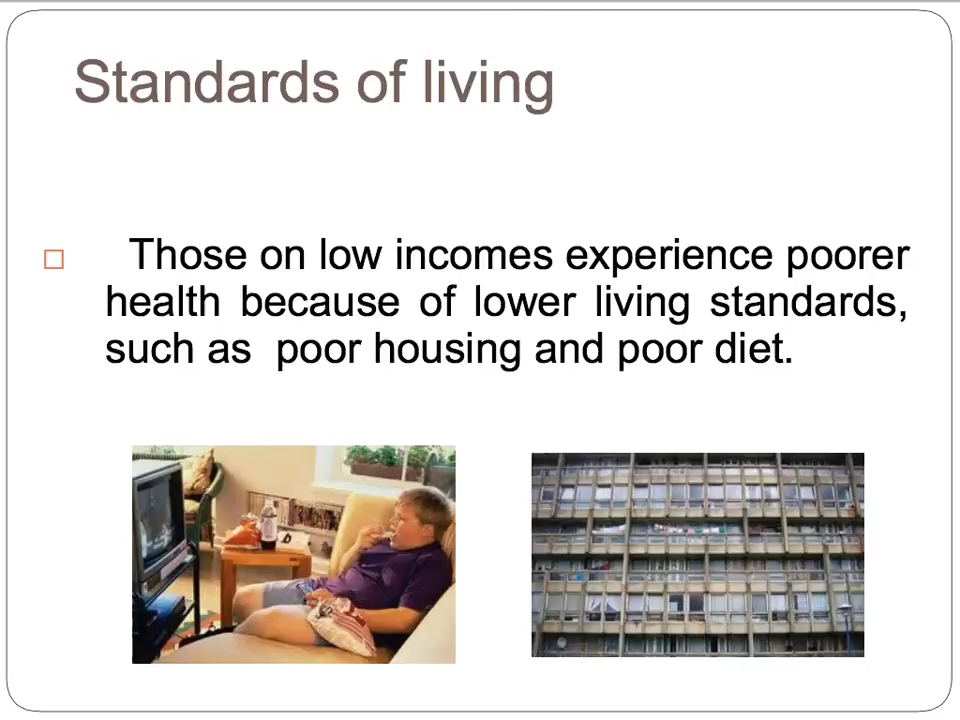 Standards of living
Those on low incomes experience poorer
health because of lower living standards,
such as poor housing and poor diet.